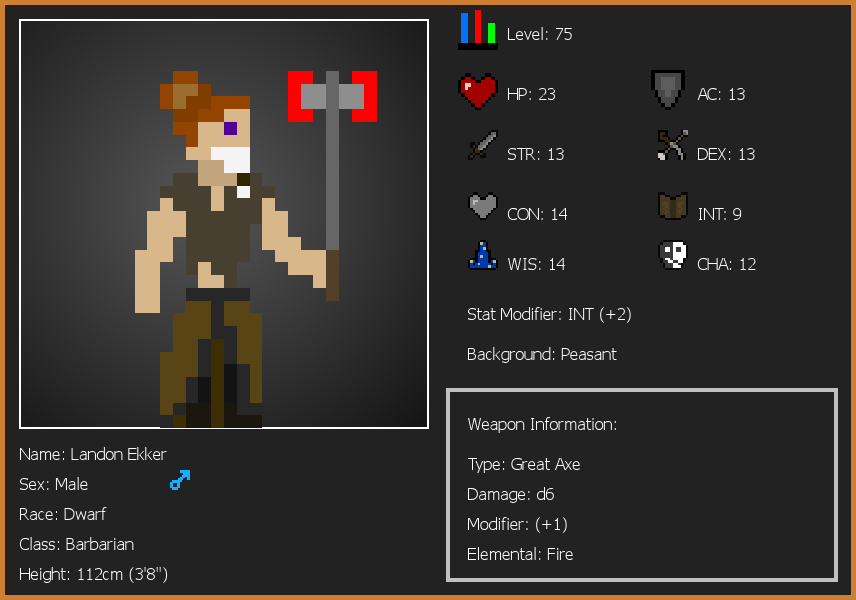 Level: 75
HP: 23
AC: 13
STR: 13
DEX: 13
CON: 14
INT: 9
WIS: 14
CHA: 12
Stat Modifier: INT (+2)
Background: Peasant
Weapon Information:
Type: Great Axe
Damage: d6
Modifier: (+1)
Elemental: Fire
Name: Landon Ekker
Sex: Male
Race: Dwarf
Class: Barbarian
Height: 112cm (3'8")